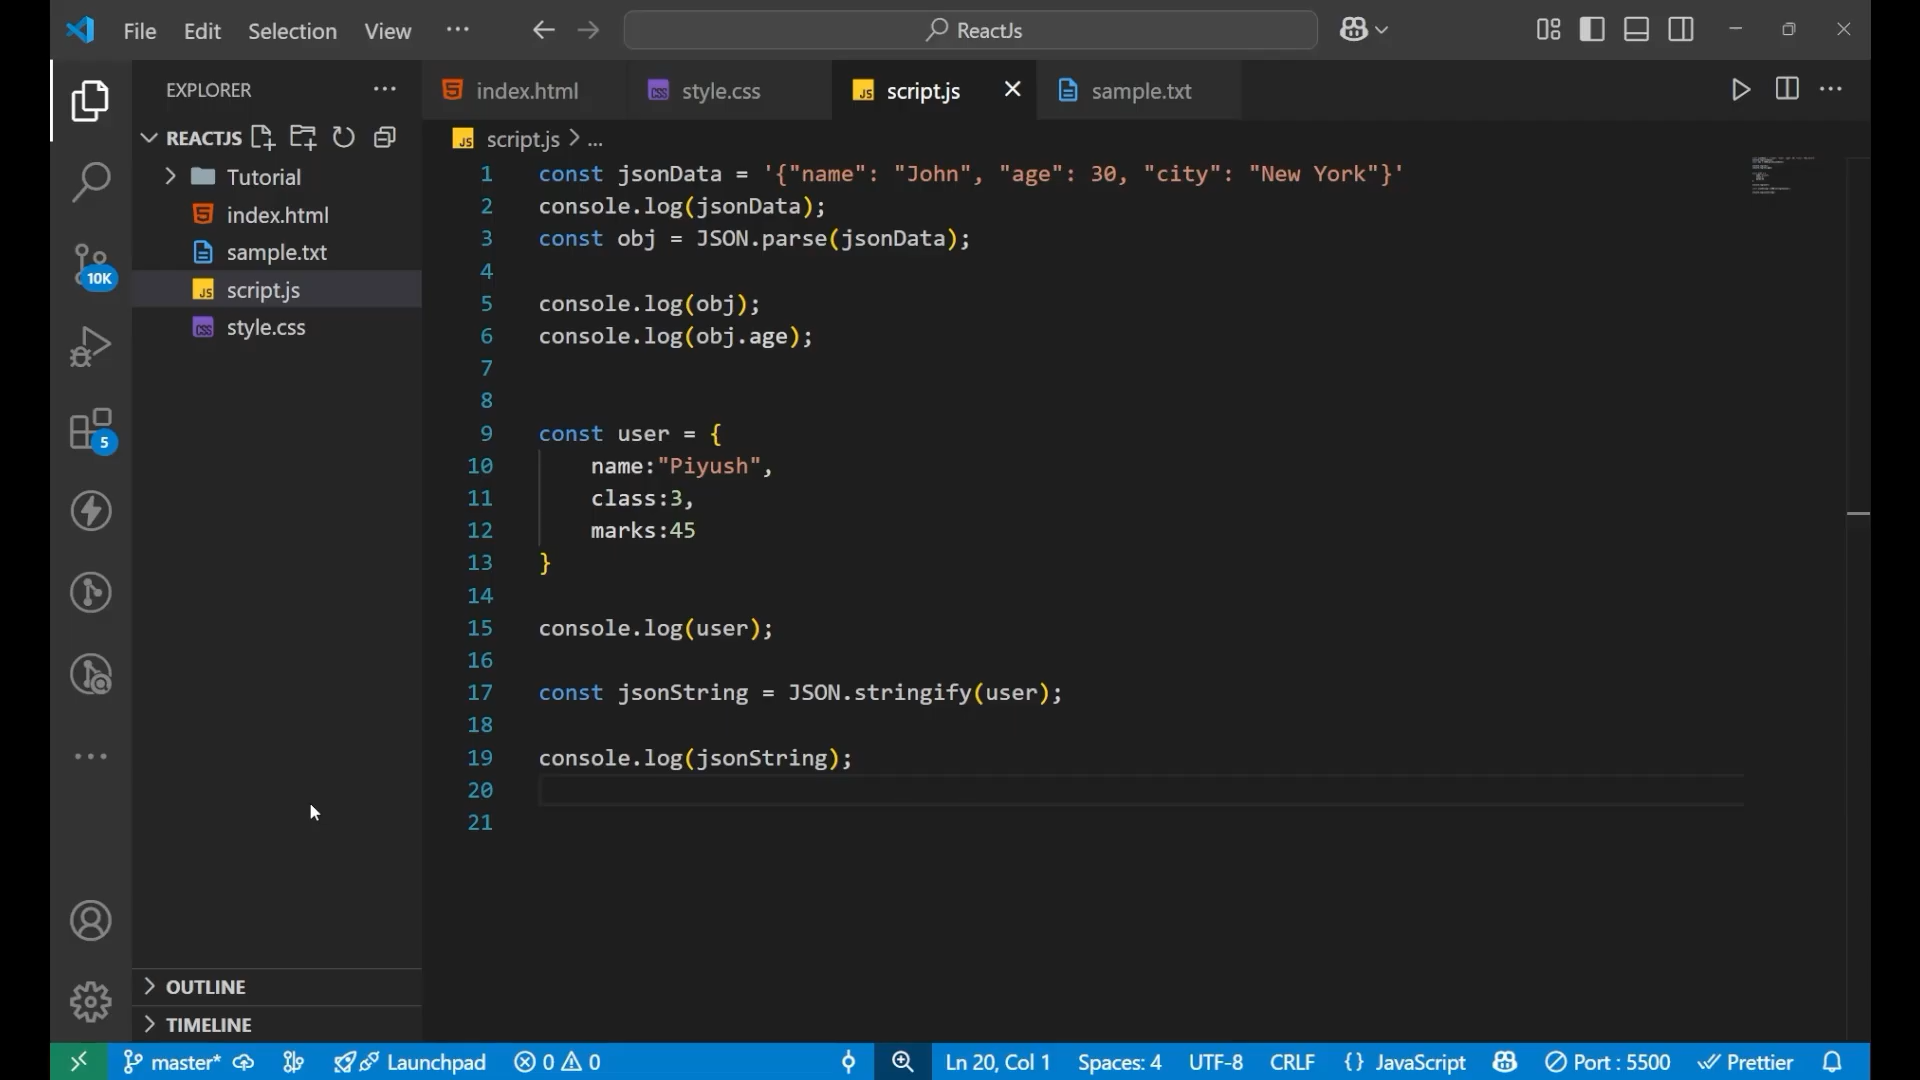 File Edit Selection View ··· ReactJs
EXPLORER ···
REACTJS
Tutorial
index.html
sample.txt
script.js
style.css
OUTLINE
TIMELINE
10K
5
index.html style.css script.js sample.txt
script.js > ...
1 const jsonData = '{"name": "John", "age": 30, "city": "New York"}'
2 console.log(jsonData);
3 const obj = JSON.parse(jsonData);
4
5 console.log(obj);
6 console.log(obj.age);
7
8
9 const user = {
10 name:"Piyush",
11 class:3,
12 marks:45
13 }
14
15 console.log(user);
16
17 const jsonString = JSON.stringify(user);
18
19 console.log(jsonString);
20
21
master* Launchpad 0 0 Ln 20, Col 1 Spaces: 4 UTF-8 CRLF {} JavaScript Port : 5500 Prettier